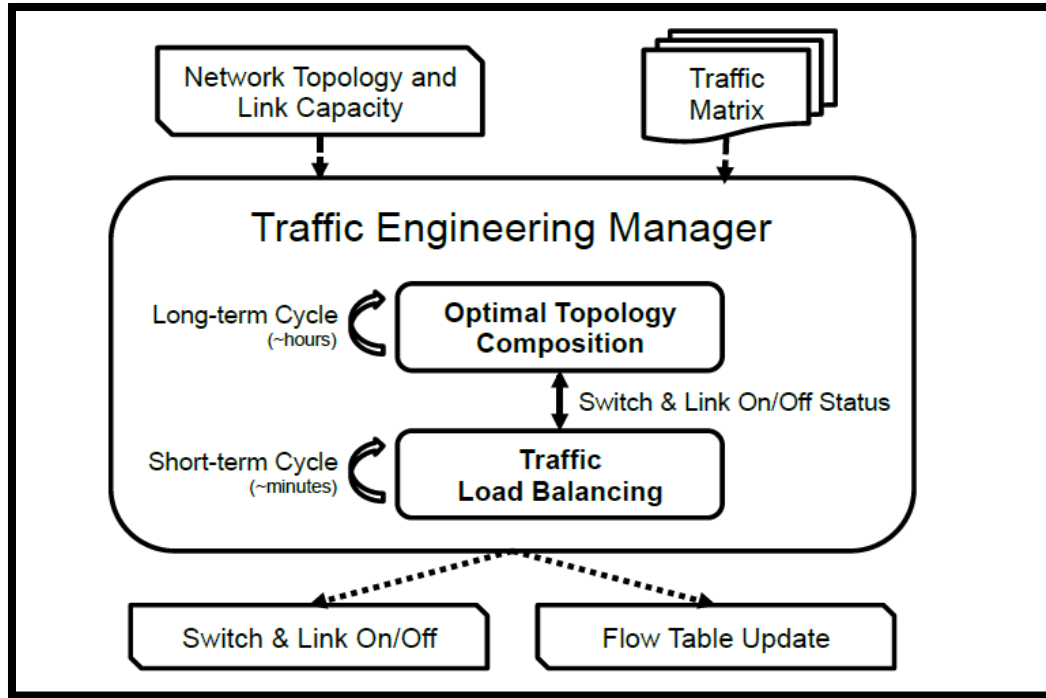 Network Topology and
Link Capacity
Traffic
Matrix
Traffic Engineering Manager
Long-term Cycle
(~hours)
Optimal Topology
Composition
Switch & Link On/Off Status
Short-term Cycle
(~minutes)
Traffic
Load Balancing
Switch & Link On/Off
Flow Table Update